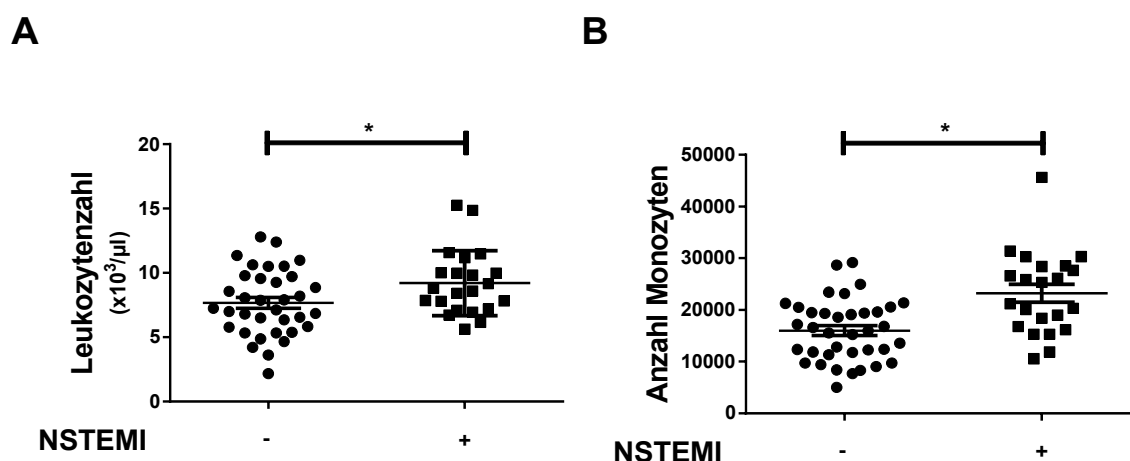 A
B
*
*
20
15
10
5
0
Leukozytenzahl
(x10³/µl)
NSTEMI - +
50000
40000
30000
20000
10000
0
Anzahl Monozyten
NSTEMI - +